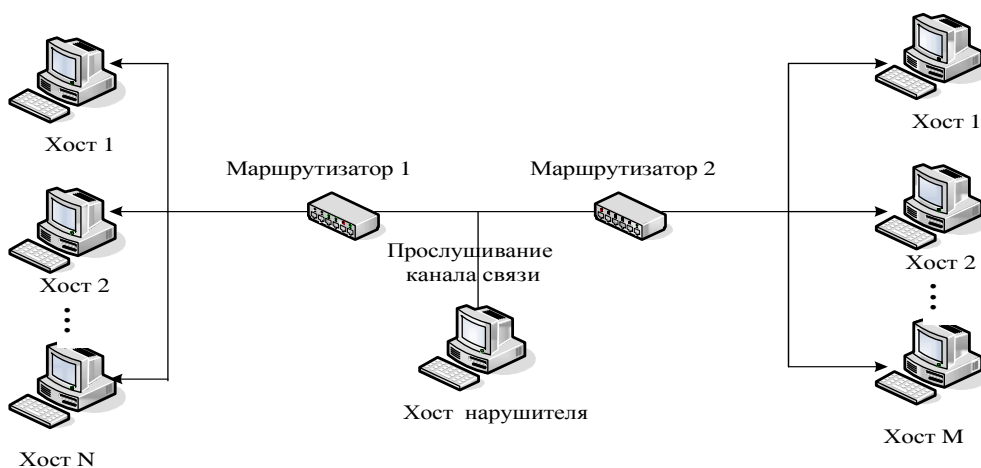 Хост 1
Хост 1
Маршрутизатор 1
Маршрутизатор 2
Прослушивание
канала связи
Хост 2
Хост 2
Хост нарушителя
Хост N
Хост M